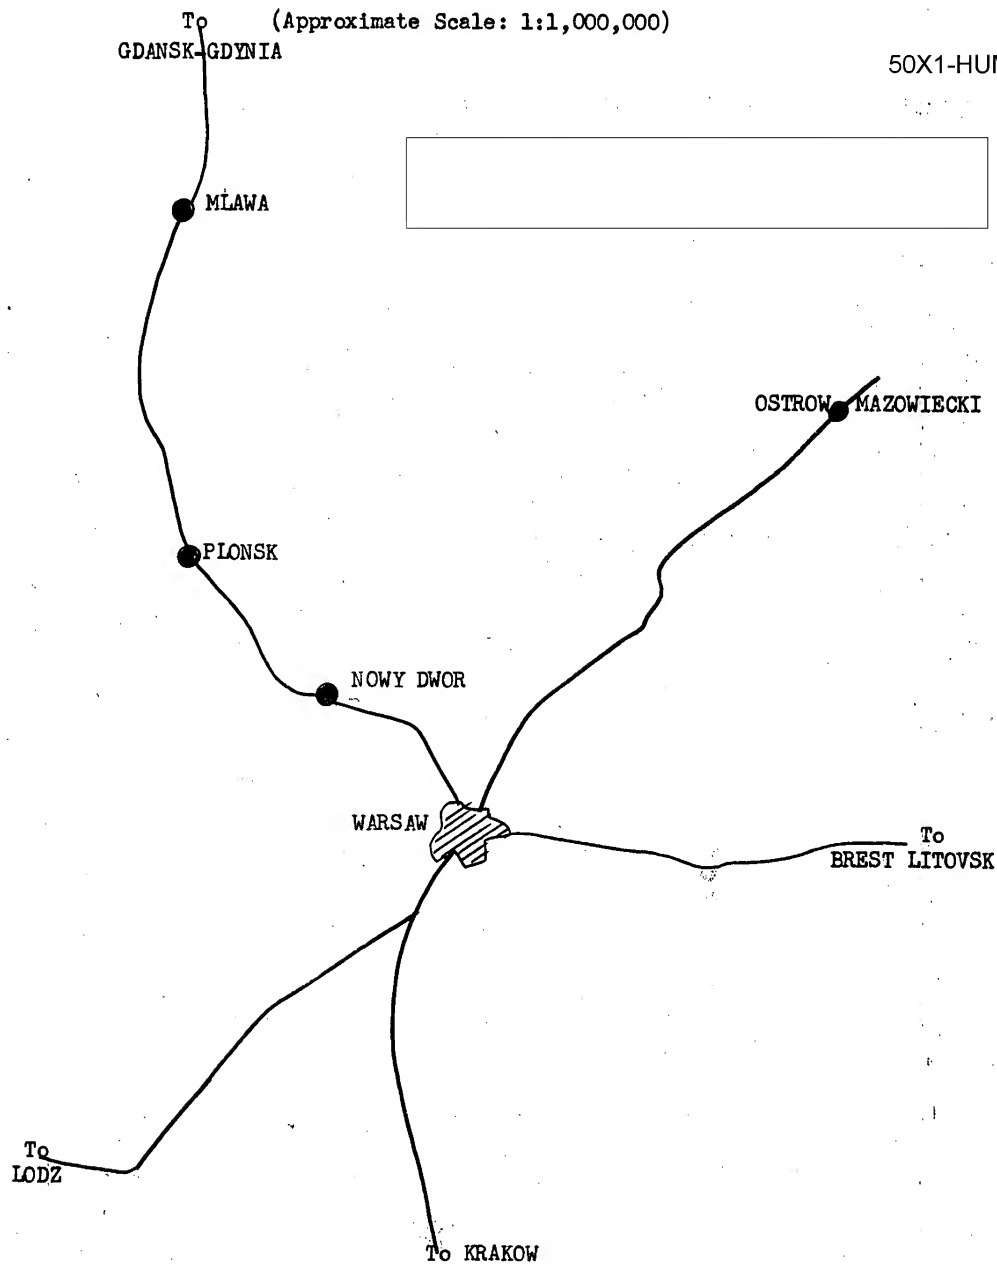 To (Approximate Scale: 1:1,000,000)
GDANSK-GDYNIA
50X1-HUM
MLAWA
OSTROW MAZOWIECKI
PLONSK
NOWY DWOR
WARSAW
To
BREST LITOVSK
To
LODZ
To KRAKOW